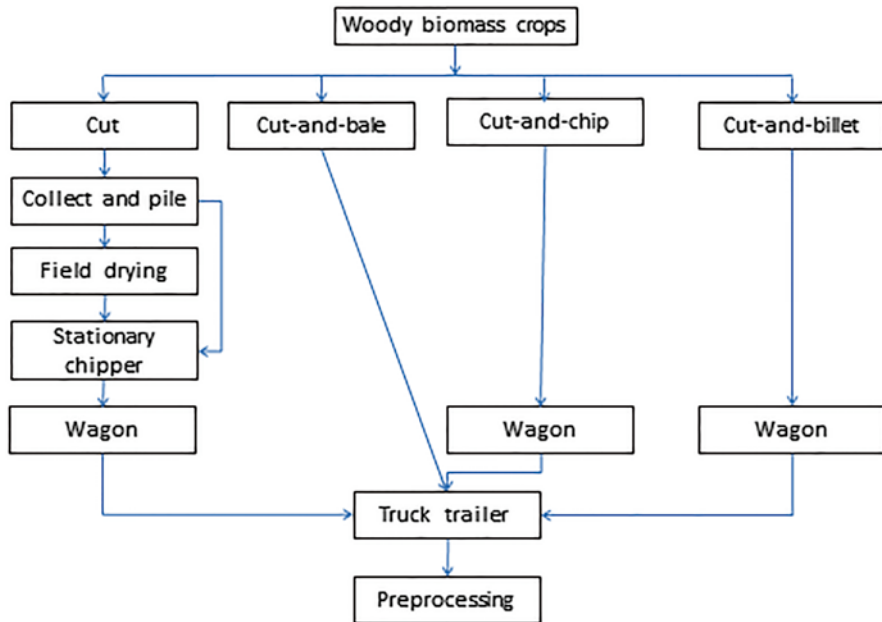 Woody biomass crops
Cut
Cut-and-bale
Cut-and-chip
Cut-and-billet
Collect and pile
Field drying
Stationary
chipper
Wagon
Wagon
Wagon
Truck trailer
Preprocessing